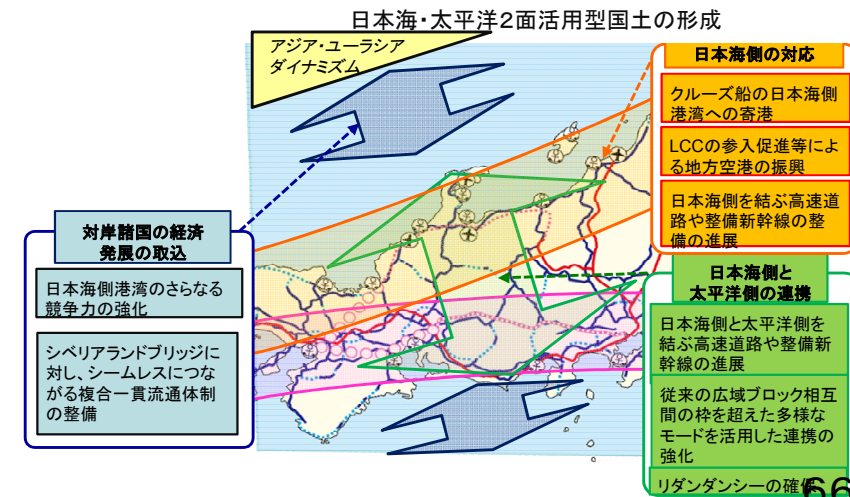 日本海・太平洋２面活用型国土の形成
アジア・ユーラシア
ダイナミズム
日本海側の対応
クルーズ船の日本海側
港湾への寄港
LCCの参入促進等によ
る地方空港の振興
日本海側を結ぶ高速道
路や整備新幹線の整
備の進展
対岸諸国の経済
発展の取込
日本海側港湾のさらなる
競争力の強化
シベリアランドブリッジに
対し、シームレスにつな
がる複合一貫流通体制
の整備
日本海側と
太平洋側の連携
日本海側と太平洋側を
結ぶ高速道路や整備新
幹線の進展
従来の広域ブロック相互
間の枠を超えた多様な
モードを活用した連携の
強化
リダンダンシーの確保
66